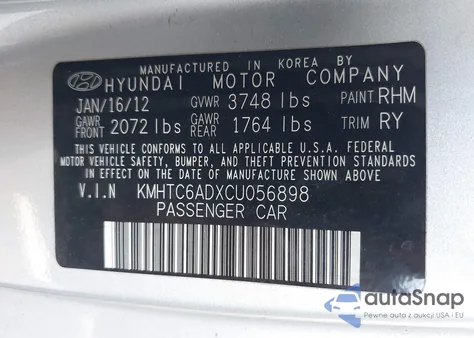 MANUFACTURED IN KOREA BY
HYUNDAI MOTOR COMPANY
JAN/16/12 GVWR 3748 lbs PAINT RHM
GAWR FRONT 2072 lbs GAWR REAR 1764 lbs TRIM RY
THIS VEHICLE CONFORMS TO ALL APPLICABLE U.S.A. FEDERAL
MOTOR VEHICLE SAFETY, BUMPER, AND THEFT PREVENTION
STANDARDS IN EFFECT ON THE DATE OF MANUFACTURE SHOWN ABOVE.
V.I.N KMHTC6ADXCU056898
PASSENGER CAR
autoSnap
Pewne auta z aukcji USA i EU